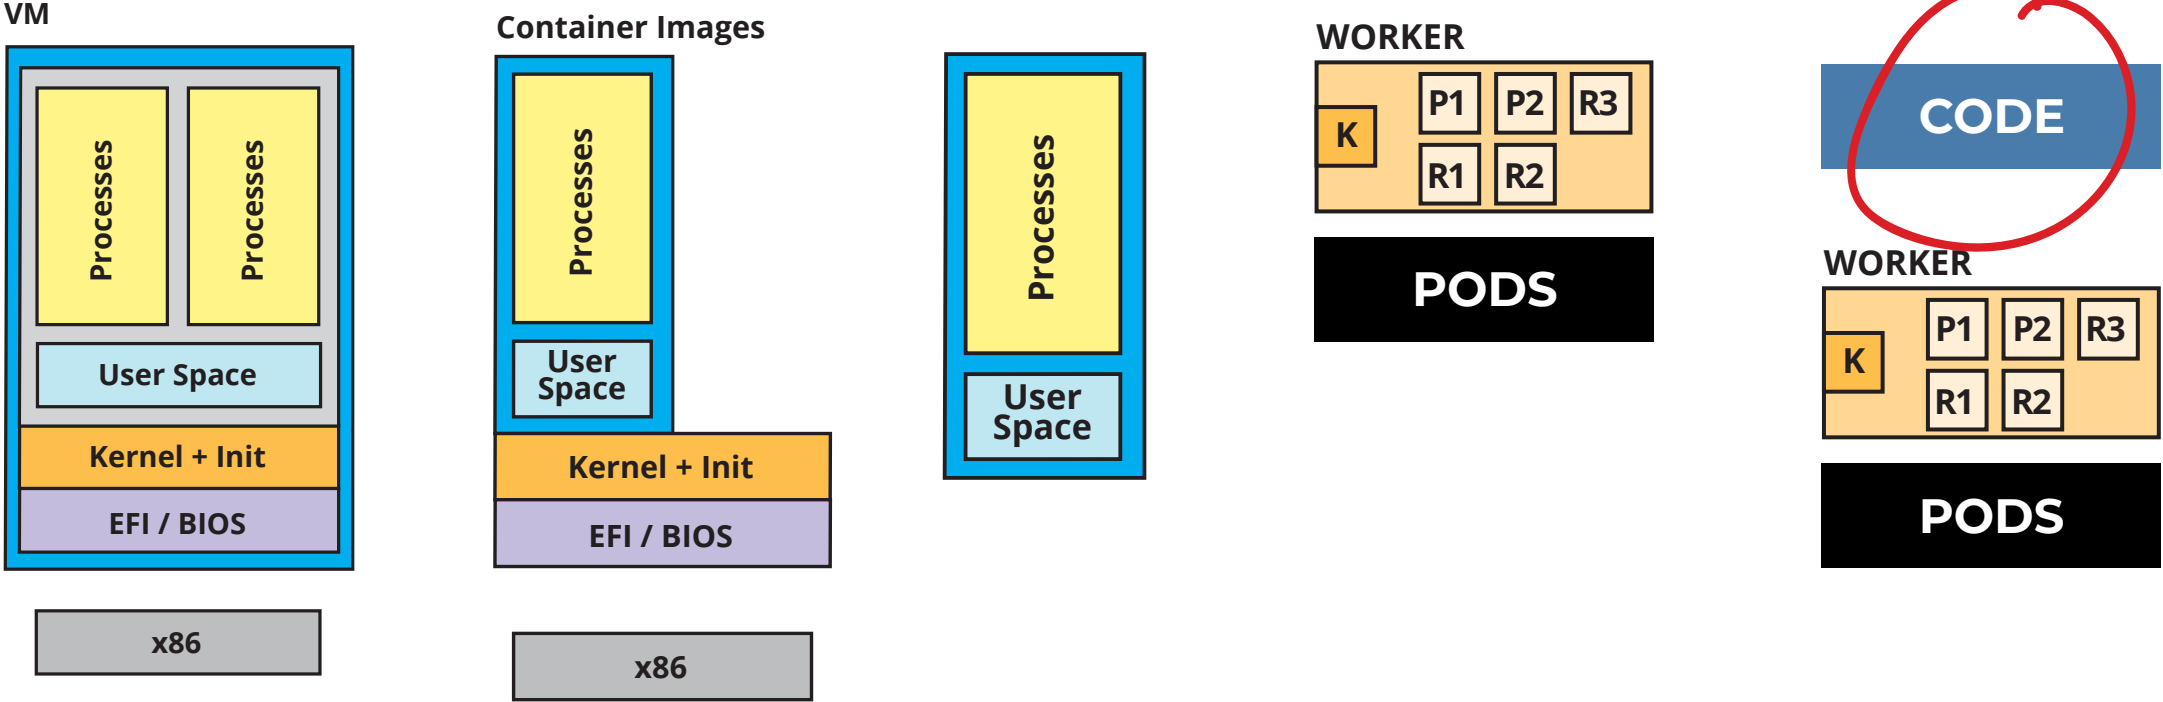 VM
Processes
Processes
User Space
Kernel + Init
EFI / BIOS
x86
Container Images
Processes
User
Space
Kernel + Init
EFI / BIOS
x86
Processes
User
Space
WORKER
K
P1 P2 R3
R1 R2
PODS
CODE
WORKER
K
P1 P2 R3
R1 R2
PODS